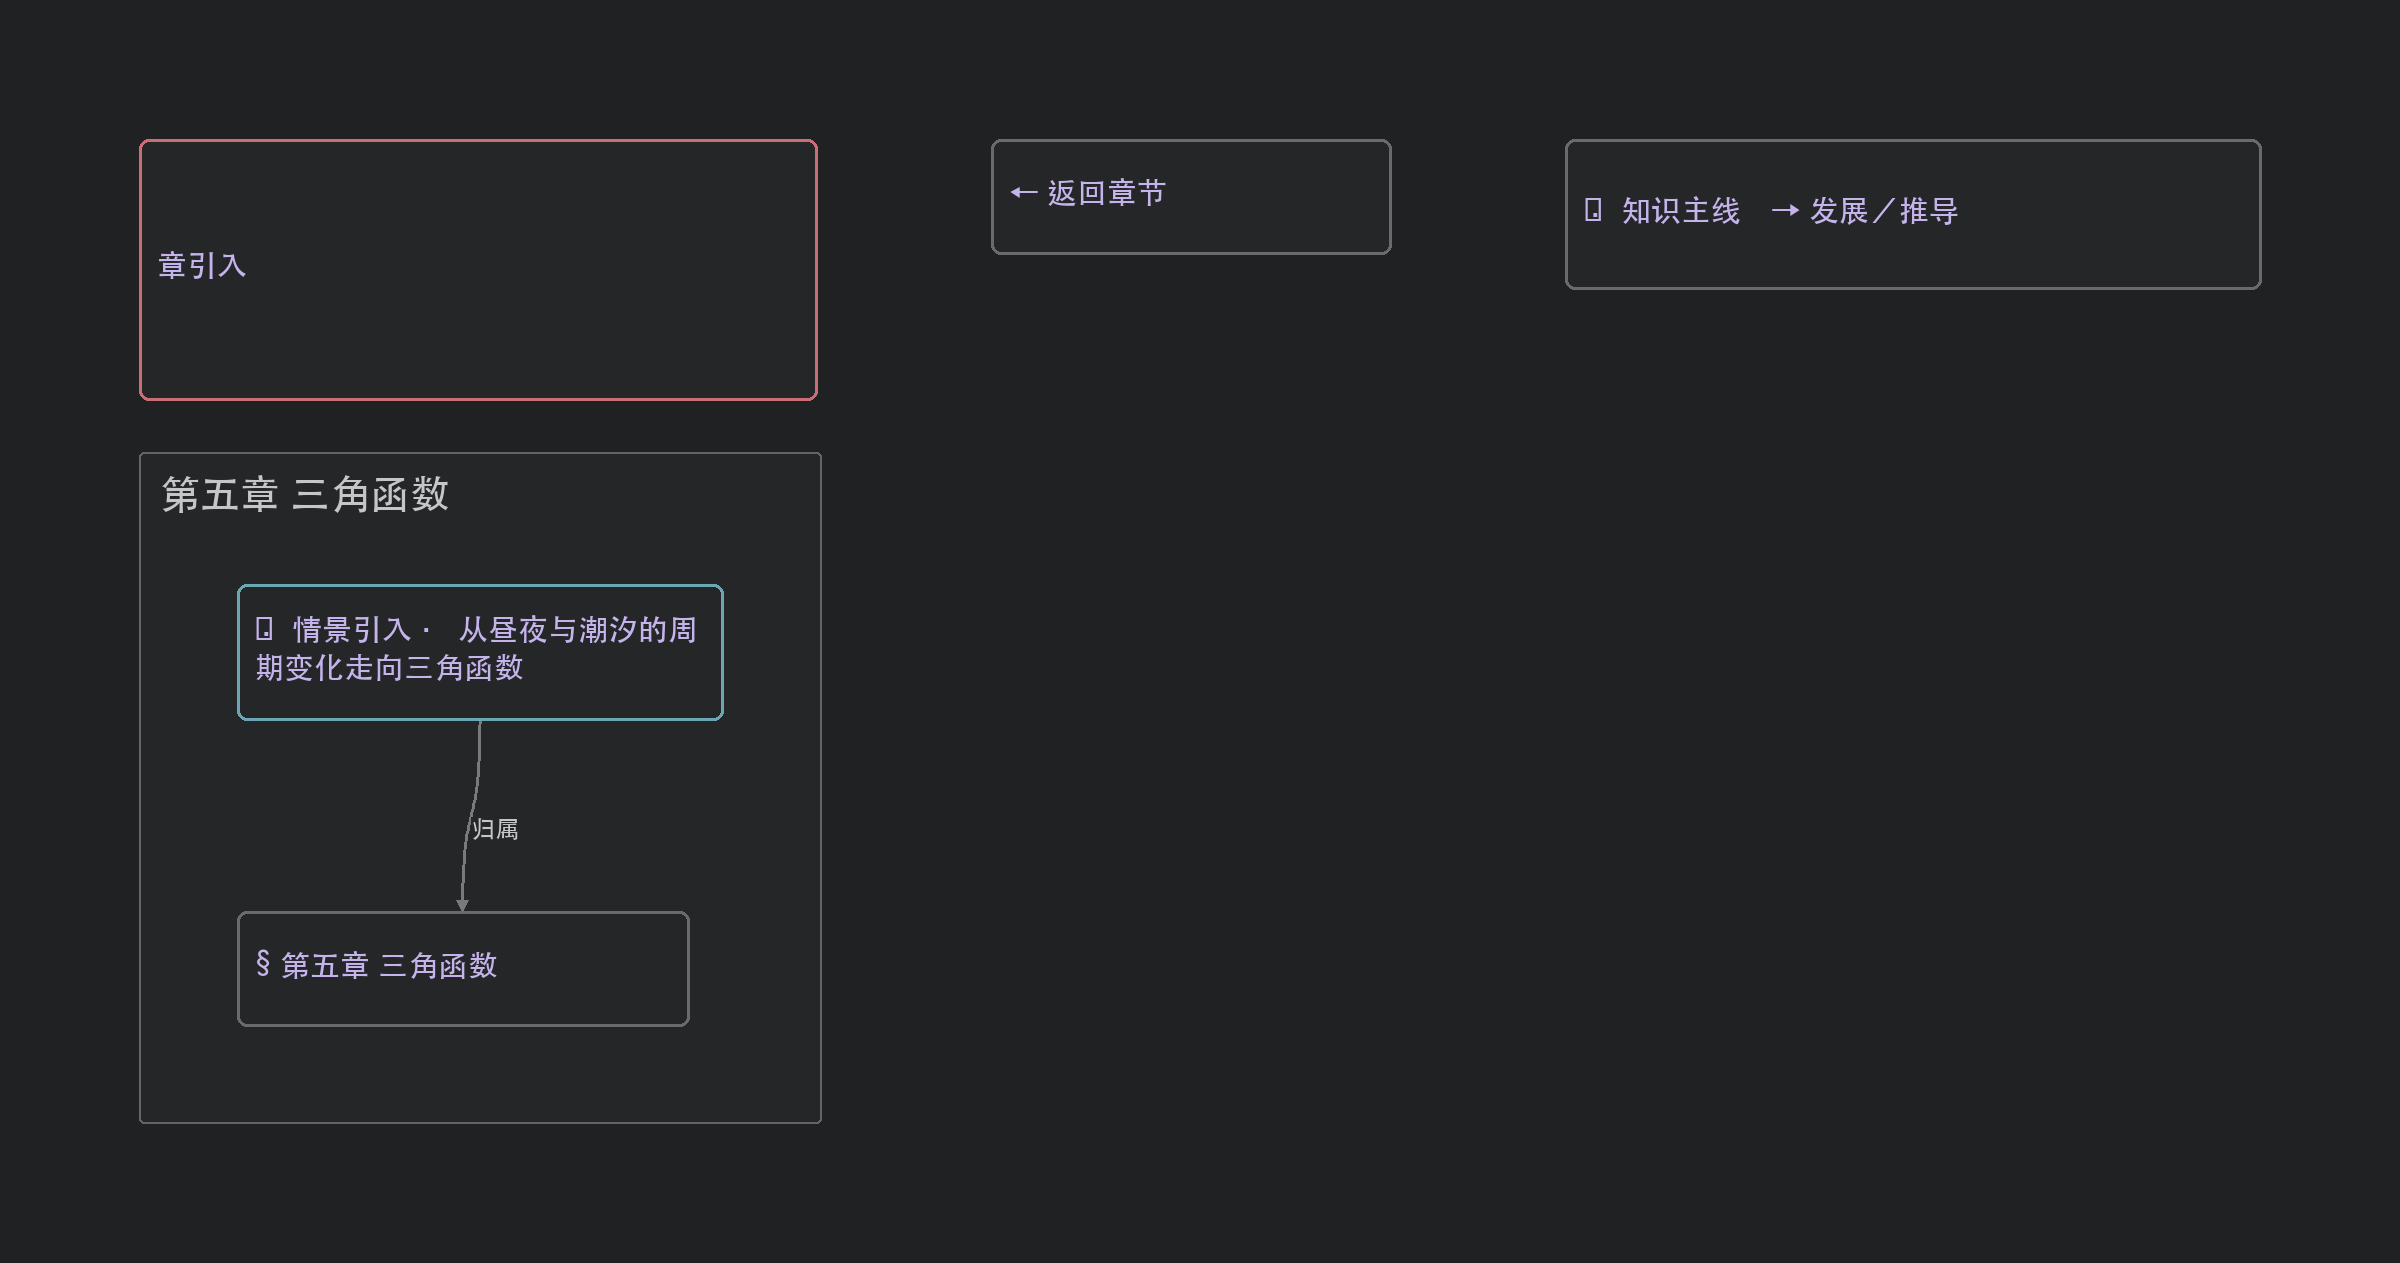 章引入
← 返回章节
知识主线 → 发展／推导
第五章 三角函数
情景引入 · 从昼夜与潮汐的周
期变化走向三角函数
归属
§ 第五章 三角函数